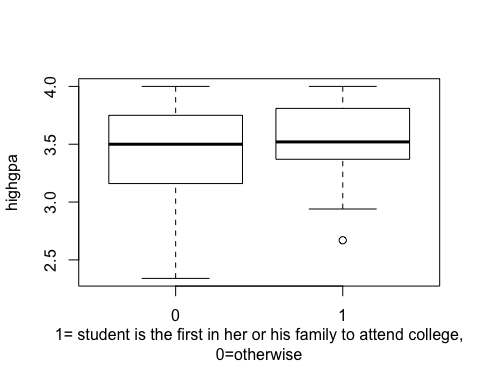 highgpa
4.0
3.5
3.0
2.5
0 1
1= student is the first in her or his family to attend college,
0=otherwise